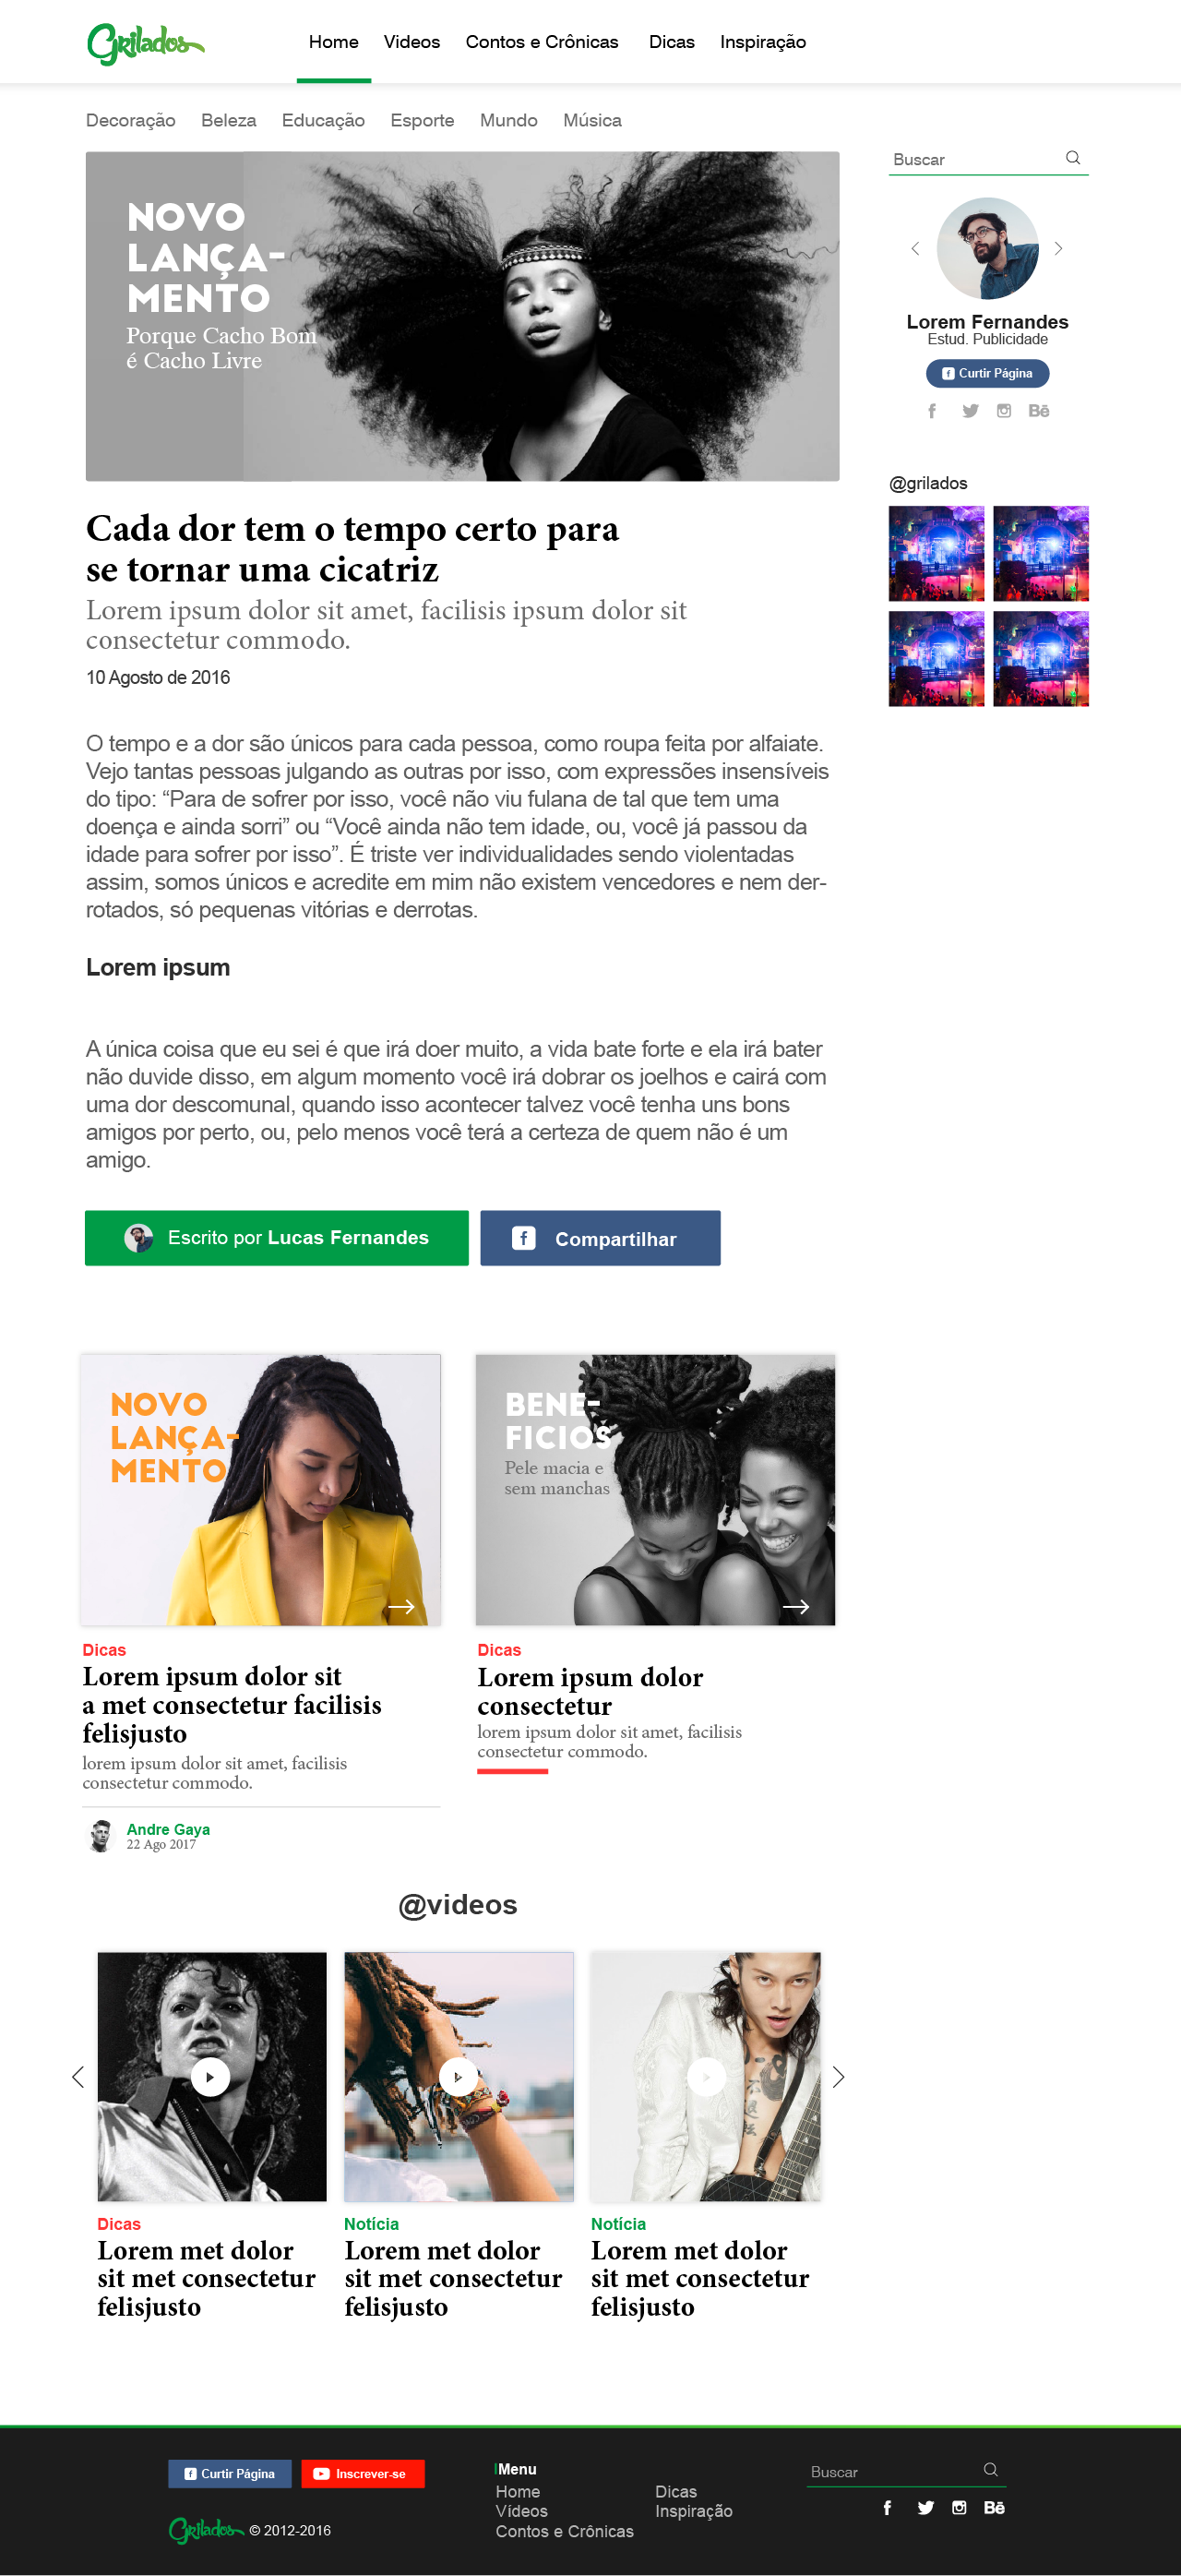 Grilados
Home Videos Contos e Crônicas Dicas Inspiração
Decoração Beleza Educação Esporte Mundo Música
NOVO
LANÇA-
MENTO
Porque Cacho Bom
é Cacho Livre
Buscar
Lorem Fernandes
Estud. Publicidade
f Curtir Página
f Bē
@grilados
Cada dor tem o tempo certo para
se tornar uma cicatriz
Lorem ipsum dolor sit amet, facilisis ipsum dolor sit
consectetur commodo.
10 Agosto de 2016
O tempo e a dor são únicos para cada pessoa, como roupa feita por alfaiate.
Vejo tantas pessoas julgando as outras por isso, com expressões insensíveis
do tipo: “Para de sofrer por isso, você não viu fulana de tal que tem uma
doença e ainda sorri” ou “Você ainda não tem idade, ou, você já passou da
idade para sofrer por isso”. É triste ver individualidades sendo violentadas
assim, somos únicos e acredite em mim não existem vencedores e nem der-
rotados, só pequenas vitórias e derrotas.
Lorem ipsum
A única coisa que eu sei é que irá doer muito, a vida bate forte e ela irá bater
não duvide disso, em algum momento você irá dobrar os joelhos e cairá com
uma dor descomunal, quando isso acontecer talvez você tenha uns bons
amigos por perto, ou, pelo menos você terá a certeza de quem não é um
amigo.
Escrito por Lucas Fernandes
f Compartilhar
NOVO
LANÇA-
MENTO
Dicas
Lorem ipsum dolor sit
a met consectetur facilisis
felisjusto
lorem ipsum dolor sit amet, facilisis
consectetur commodo.
Andre Gaya
22 Ago 2017
BENE-
FICIOS
Pele macia e
sem manchas
Dicas
Lorem ipsum dolor
consectetur
lorem ipsum dolor sit amet, facilisis
consectetur commodo.
@videos
Dicas
Lorem met dolor
sit met consectetur
felisjusto
Notícia
Lorem met dolor
sit met consectetur
felisjusto
Notícia
Lorem met dolor
sit met consectetur
felisjusto
f Curtir Página
Inscrever-se
Grilados © 2012-2016
Menu
Home
Vídeos
Contos e Crônicas
Dicas
Inspiração
Buscar
f Bē